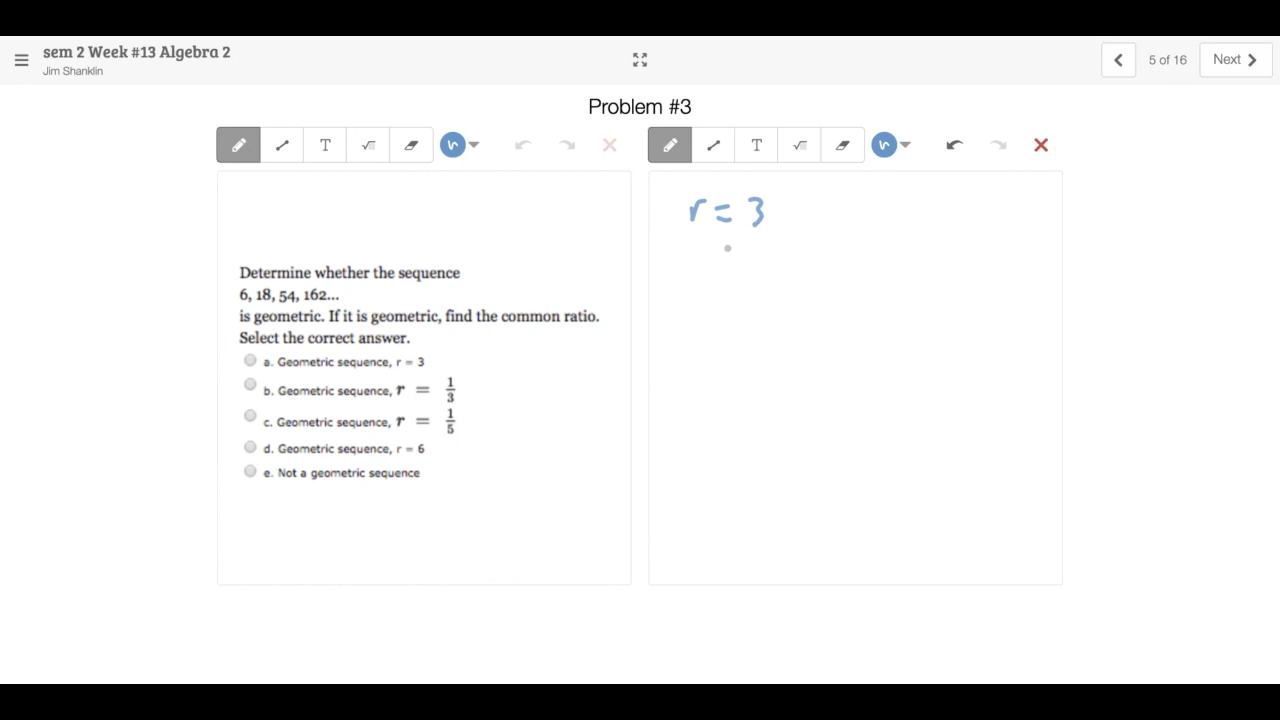 sem 2 Week #13 Algebra 2
Jim Shanklin
5 of 16
Next
Problem #3
T
T
Determine whether the sequence
6, 18, 54, 162...
is geometric. If it is geometric, find the common ratio.
Select the correct answer.
a. Geometric sequence, r = 3
b. Geometric sequence, r = 1/3
c. Geometric sequence, r = 1/5
d. Geometric sequence, r = 6
e. Not a geometric sequence
r = 3